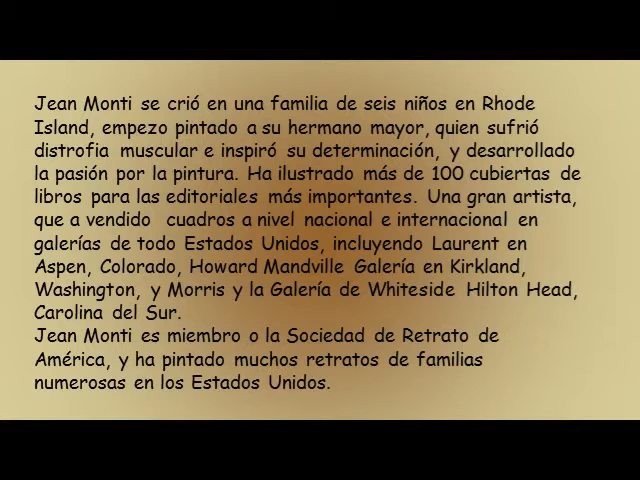 Jean Monti se crió en una familia de seis niños en Rhode
Island, empezo pintado a su hermano mayor, quien sufrió
distrofia muscular e inspiró su determinación, y desarrollado
la pasión por la pintura. Ha ilustrado más de 100 cubiertas de
libros para las editoriales más importantes. Una gran artista,
que a vendido cuadros a nivel nacional e internacional en
galerías de todo Estados Unidos, incluyendo Laurent en
Aspen, Colorado, Howard Mandville Galería en Kirkland,
Washington, y Morris y la Galería de Whiteside Hilton Head,
Carolina del Sur.
Jean Monti es miembro o la Sociedad de Retrato de
América, y ha pintado muchos retratos de familias
numerosas en los Estados Unidos.